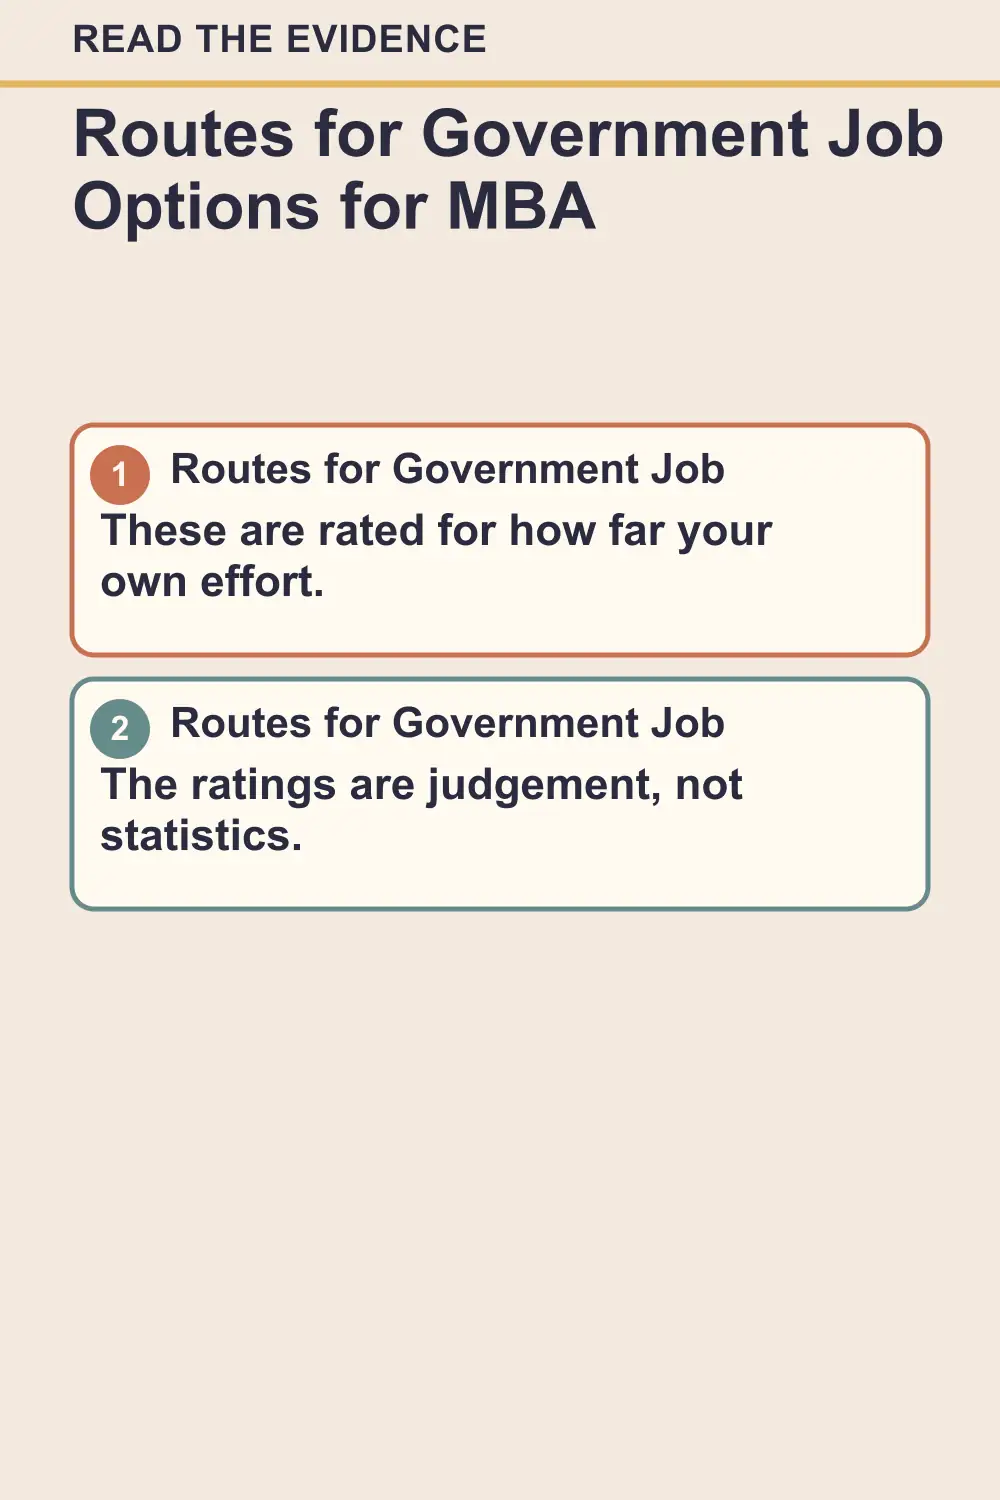 READ THE EVIDENCE
Routes for Government Job
Options for MBA
1 Routes for Government Job
These are rated for how far your
own effort.
2 Routes for Government Job
The ratings are judgement, not
statistics.